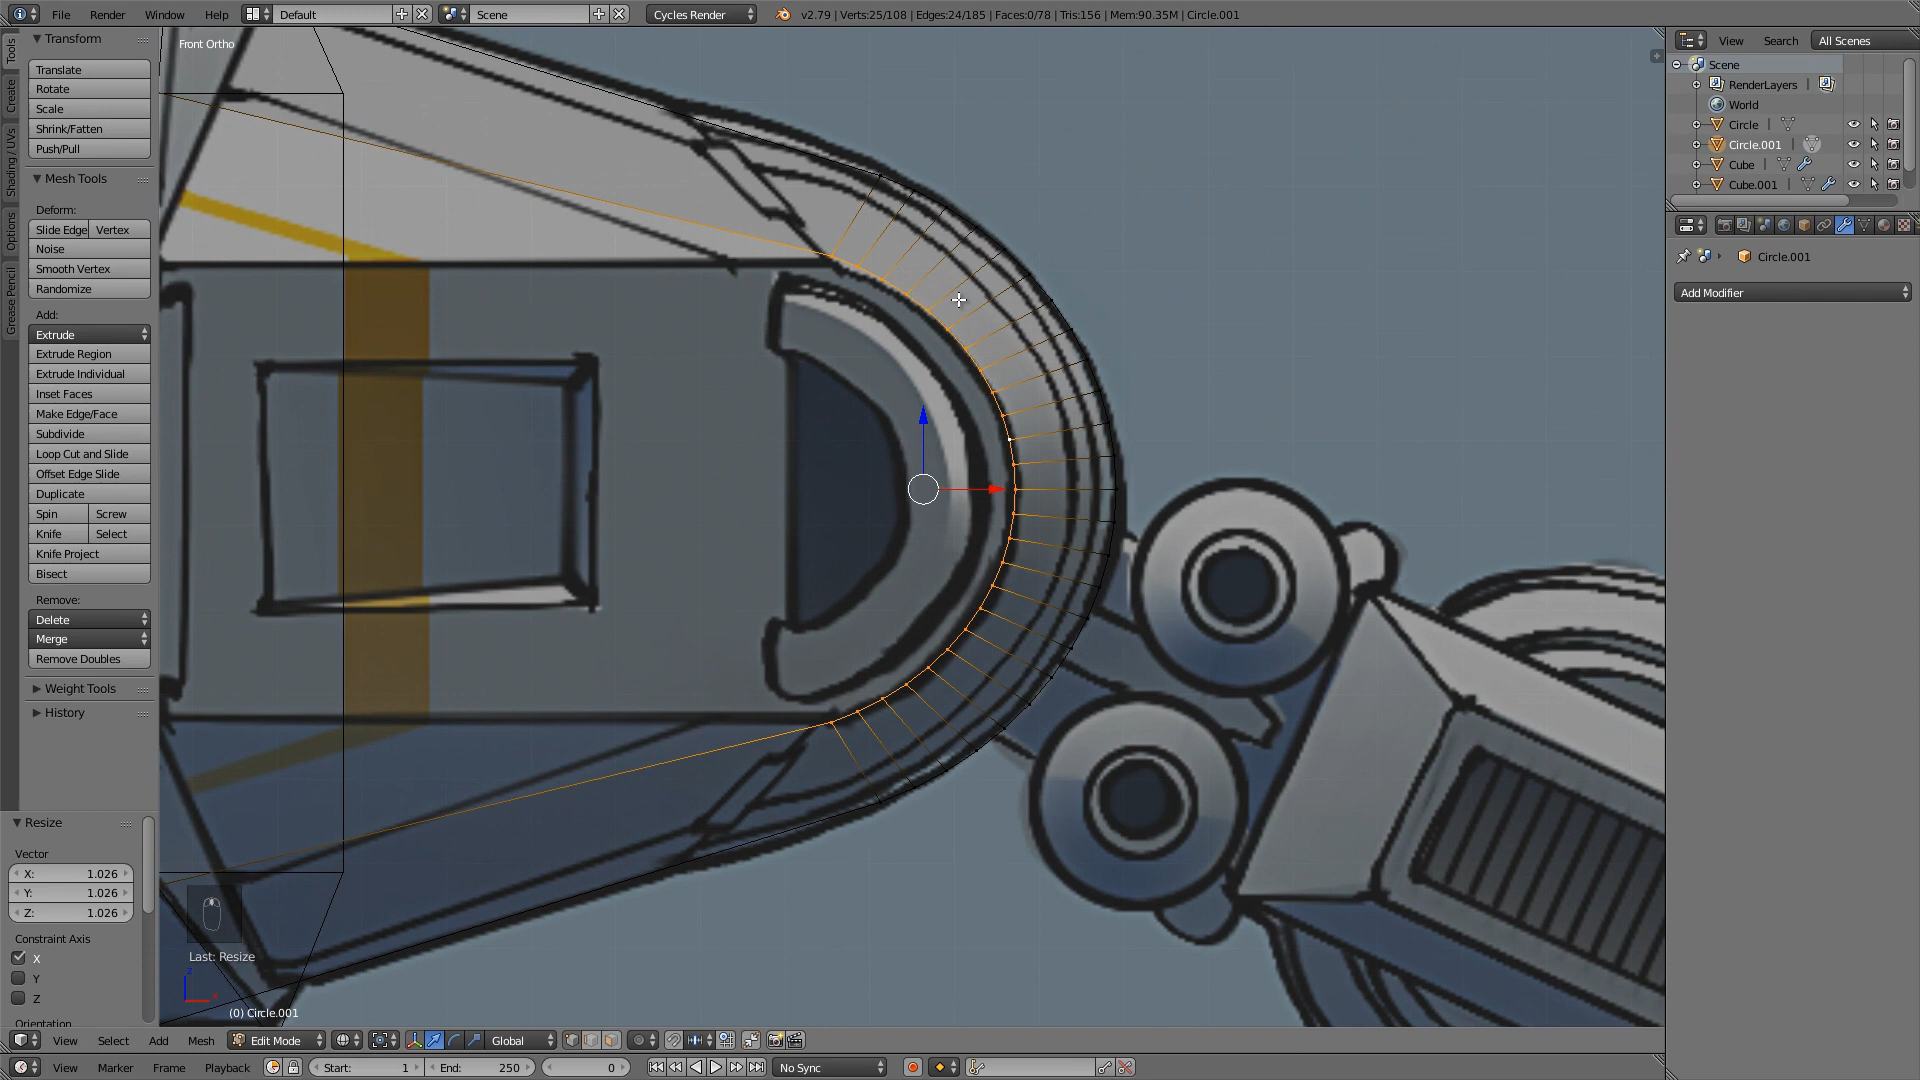 File Render Window Help Default Scene Cycles Render v2.79 | Verts:25/108 | Edges:24/185 | Faces:0/78 | Tris:156 | Mem:90.35M | Circle.001
Tools
Create
Shading / UVs
Options
Grease Pencil
Transform
Translate
Rotate
Scale
Shrink/Fatten
Push/Pull
Mesh Tools
Deform:
Slide Edge Vertex
Noise
Smooth Vertex
Randomize
Add:
Extrude
Extrude Region
Extrude Individual
Inset Faces
Make Edge/Face
Subdivide
Loop Cut and Slide
Offset Edge Slide
Duplicate
Spin Screw
Knife Select
Knife Project
Bisect
Remove:
Delete
Merge
Remove Doubles
Weight Tools
History
Resize
Vector
X: 1.026
Y: 1.026
Z: 1.026
Constraint Axis
X
Y
Z
Orientation
Front Ortho
Last: Resize
z
x
(0) Circle.001
View Search All Scenes
Scene
RenderLayers |
World
Circle |
Circle.001 |
Cube |
Cube.001 |
Circle.001
Add Modifier
View Select Add Mesh Edit Mode Global
View Marker Frame Playback Start: 1 End: 250 0 No Sync